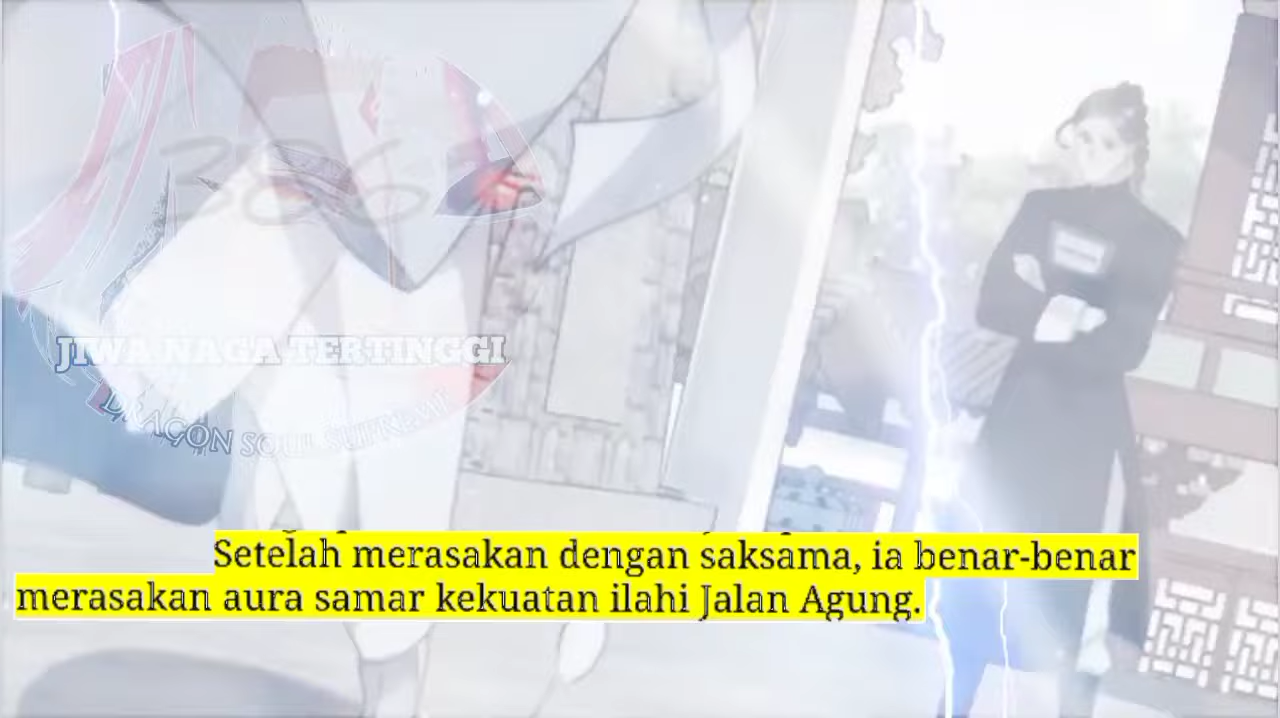 306
JIWA NAGA TERTINGGI
DRAGON SOUL SUPREME
Setelah merasakan dengan saksama, ia benar-benar
merasakan aura samar kekuatan ilahi Jalan Agung.